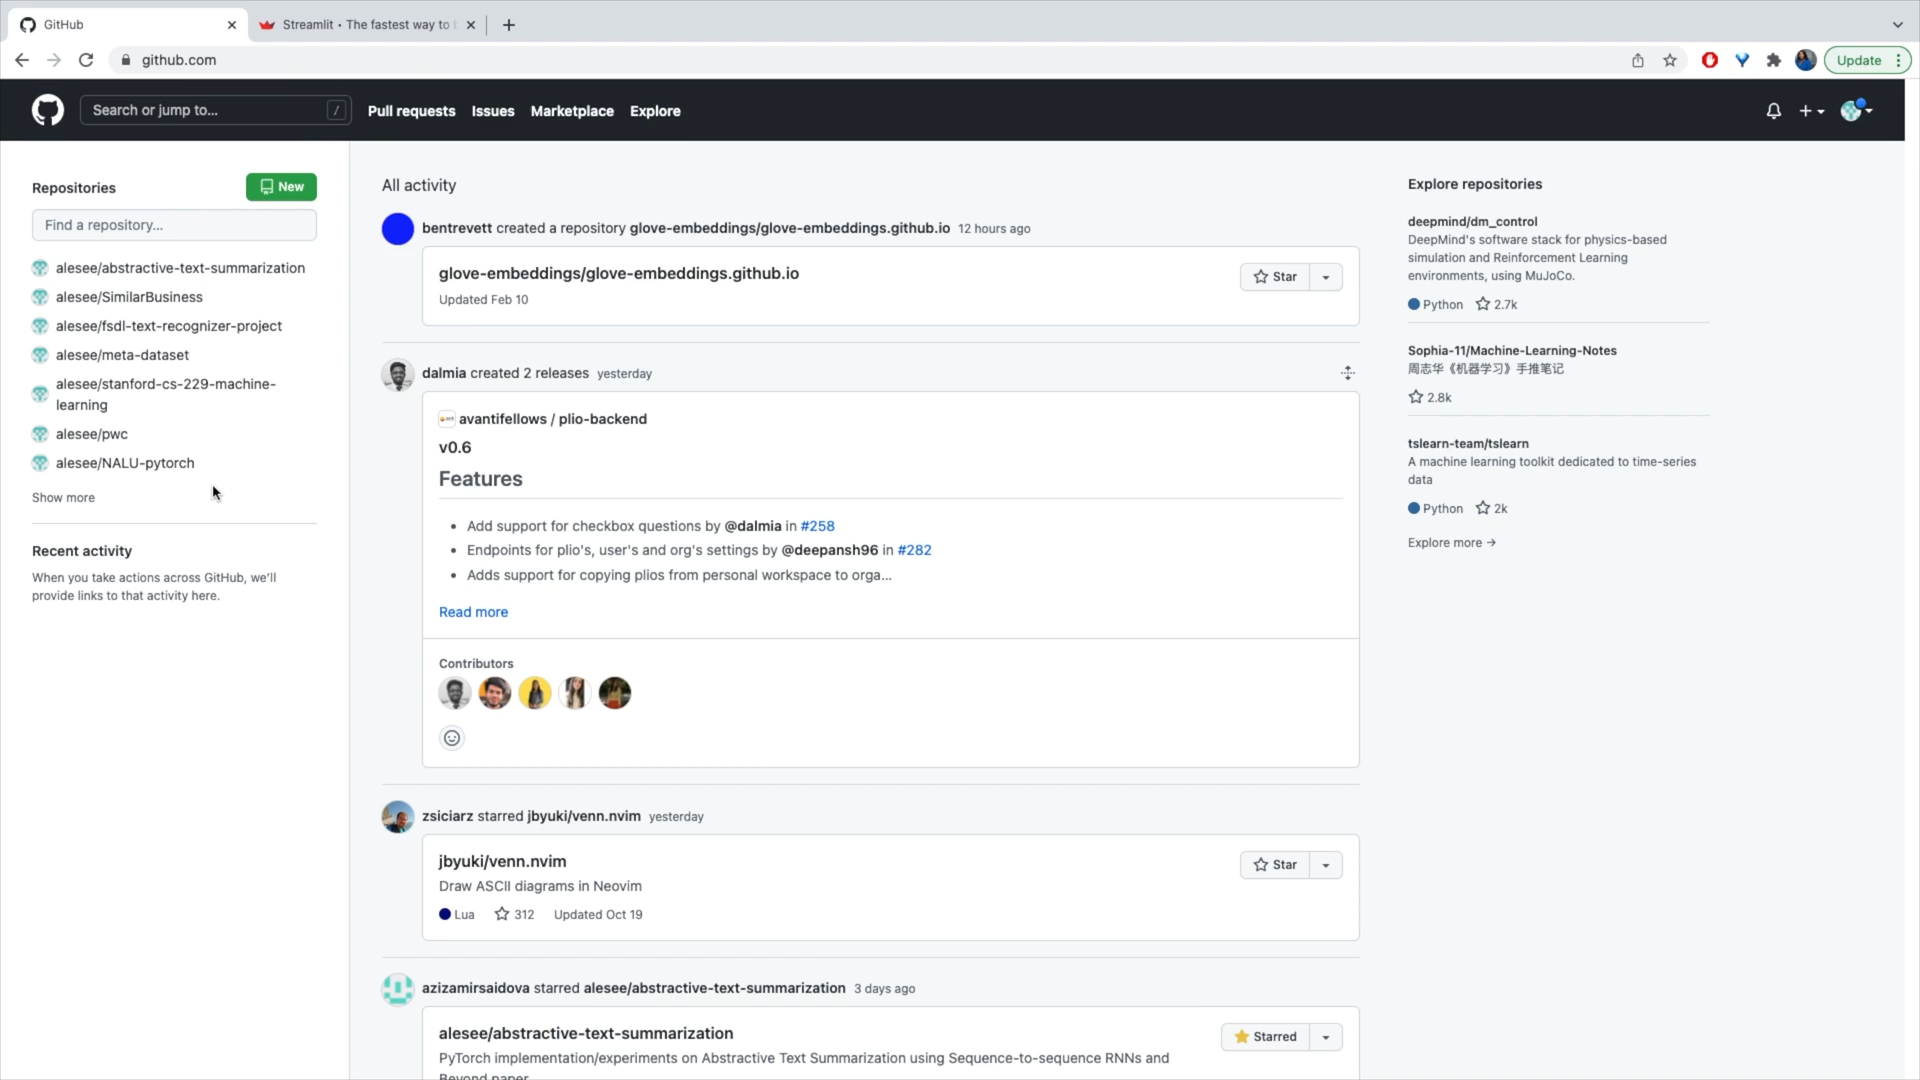 GitHub
Streamlit • The fastest way to
github.com
Update
Search or jump to...
/
Pull requests
Issues
Marketplace
Explore
Repositories
New
Find a repository...
alesee/abstractive-text-summarization
alesee/SimilarBusiness
alesee/fsdl-text-recognizer-project
alesee/meta-dataset
alesee/stanford-cs-229-machine-
learning
alesee/pwc
alesee/NALU-pytorch
Show more
Recent activity
When you take actions across GitHub, we'll
provide links to that activity here.
All activity
bentrevett created a repository glove-embeddings/glove-embeddings.github.io 12 hours ago
glove-embeddings/glove-embeddings.github.io
Star
Updated Feb 10
dalmia created 2 releases yesterday
avantifellows / plio-backend
v0.6
Features
• Add support for checkbox questions by @dalmia in #258
• Endpoints for plio's, user's and org's settings by @deepansh96 in #282
• Adds support for copying plios from personal workspace to orga...
Read more
Contributors
zsiciarz starred jbyuki/venn.nvim yesterday
jbyuki/venn.nvim
Star
Draw ASCII diagrams in Neovim
Lua 312 Updated Oct 19
azizamirsaidova starred alesee/abstractive-text-summarization 3 days ago
alesee/abstractive-text-summarization
Starred
PyTorch implementation/experiments on Abstractive Text Summarization using Sequence-to-sequence RNNs and
Beyond paper
Explore repositories
deepmind/dm_control
DeepMind's software stack for physics-based
simulation and Reinforcement Learning
environments, using MuJoCo.
Python 2.7k
Sophia-11/Machine-Learning-Notes
周志华《机器学习》手推笔记
2.8k
tslearn-team/tslearn
A machine learning toolkit dedicated to time-series
data
Python 2k
Explore more →